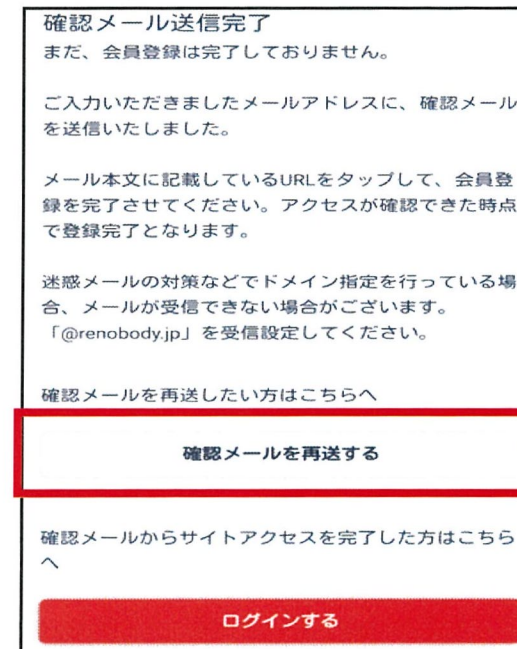 確認メール送信完了
まだ、会員登録は完了しておりません。
ご入力いただきましたメールアドレスに、確認メール
を送信いたしました。
メール本文に記載しているURLをタップして、会員登
録を完了させてください。アクセスが確認できた時点
で登録完了となります。
迷惑メールの対策などでドメイン指定を行っている場
合、メールが受信できない場合がございます。
「@renobody.jp」を受信設定してください。
確認メールを再送したい方はこちらへ
確認メールを再送する
確認メールからサイトアクセスを完了した方はこちら
へ
ログインする